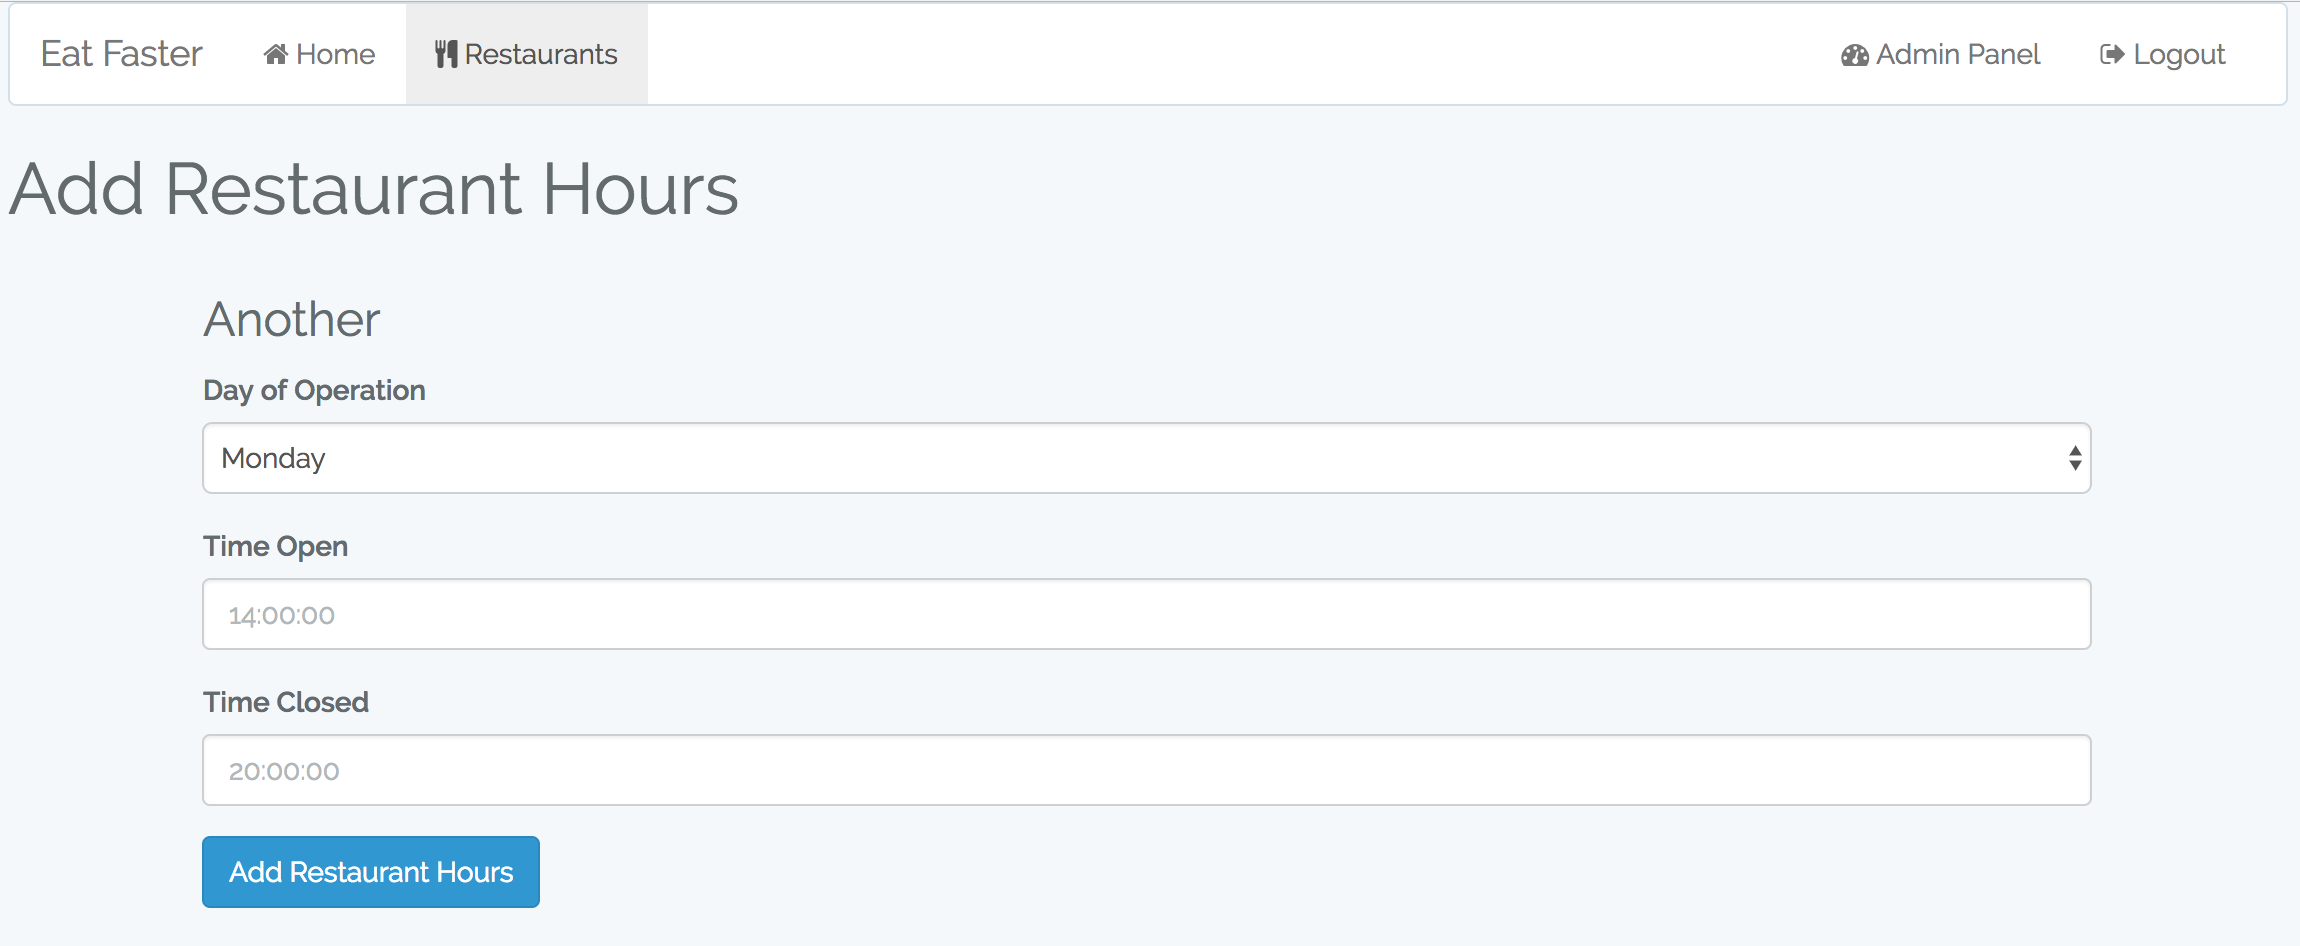 Eat Faster Home Restaurants Admin Panel Logout
Add Restaurant Hours
Another
Day of Operation
Monday
Time Open
14:00:00
Time Closed
20:00:00
Add Restaurant Hours